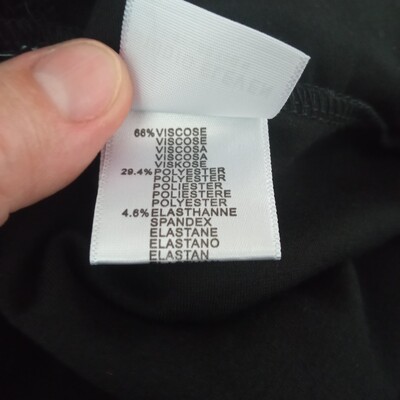 66% VISCOSE
VISCOSE
VISCOSA
VISCOSA
VISKOSE
29.4% POLYESTER
POLYESTER
POLIESTER
POLIESTERE
POLYESTER
4.6% ELASTHANNE
SPANDEX
ELASTANE
ELASTANO
ELASTAN